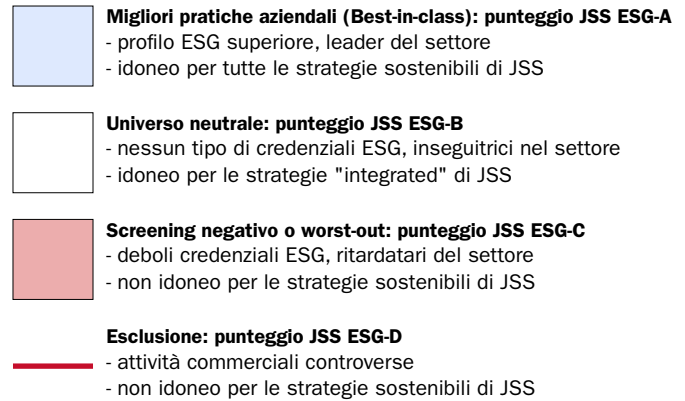 Migliori pratiche aziendali (Best-in-class): punteggio JSS ESG-A
- profilo ESG superiore, leader del settore
- idoneo per tutte le strategie sostenibili di JSS
Universo neutrale: punteggio JSS ESG-B
- nessun tipo di credenziali ESG, inseguitrici nel settore
- idoneo per le strategie "integrated" di JSS
Screening negativo o worst-out: punteggio JSS ESG-C
- deboli credenziali ESG, ritardatari del settore
- non idoneo per le strategie sostenibili di JSS
Esclusione: punteggio JSS ESG-D
- attività commerciali controverse
- non idoneo per le strategie sostenibili di JSS